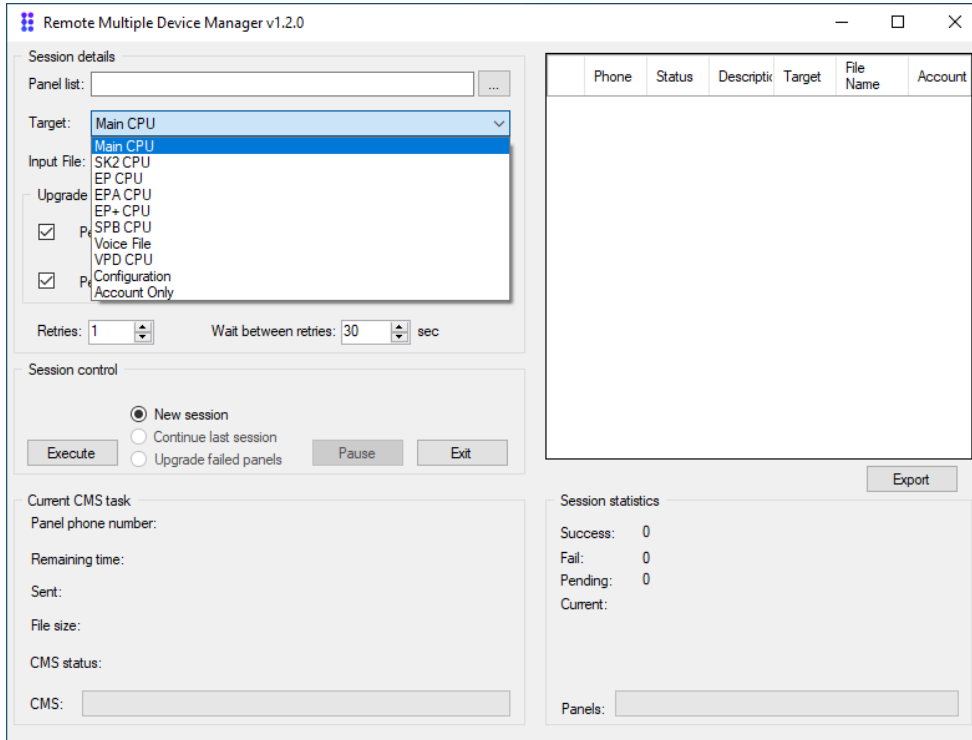 Remote Multiple Device Manager v1.2.0
Session details
Panel list:
...
Target: Main CPU
Main CPU
SK2 CPU
EP CPU
EPA CPU
EP+ CPU
SPB CPU
Voice File
VPD CPU
Configuration
Account Only
Input File:
Upgrade
Retries: 1 Wait between retries: 30 sec
Session control
New session
Continue last session
Upgrade failed panels
Execute Pause Exit
Current CMS task
Panel phone number:
Remaining time:
Sent:
File size:
CMS status:
CMS:
Phone Status Descriptic Target File Name Account
Export
Session statistics
Success: 0
Fail: 0
Pending: 0
Current:
Panels: